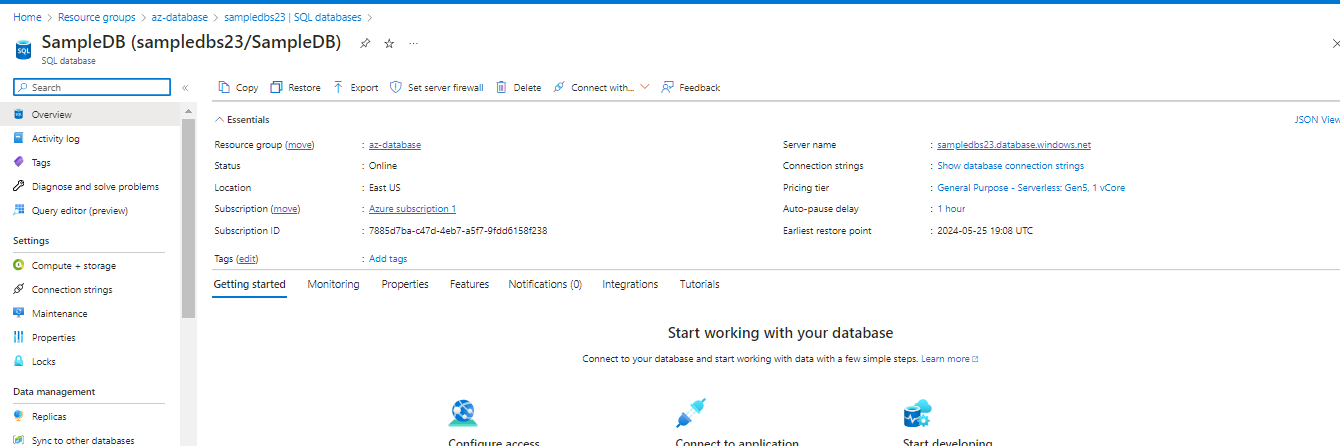 Home > Resource groups > az-database > sampledbs23 | SQL databases >
SampleDB (sampledbs23/SampleDB) ...
SQL database
Search «
Copy Restore Export Set server firewall Delete Connect with... Feedback
Overview
Activity log
Tags
Diagnose and solve problems
Query editor (preview)
Settings
Compute + storage
Connection strings
Maintenance
Properties
Locks
Data management
Replicas
Sync to other databases
Essentials
JSON View
Resource group (move) : az-database
Status : Online
Location : East US
Subscription (move) : Azure subscription 1
Subscription ID : 7885d7ba-c47d-4eb7-a5f7-9fdd6158f238
Server name : sampledbs23.database.windows.net
Connection strings : Show database connection strings
Pricing tier : General Purpose - Serverless: Gen5, 1 vCore
Auto-pause delay : 1 hour
Earliest restore point : 2024-05-25 19:08 UTC
Tags (edit) : Add tags
Getting started Monitoring Properties Features Notifications (0) Integrations Tutorials
Start working with your database
Connect to your database and start working with data with a few simple steps. Learn more
Configure access Connect to application Start developing